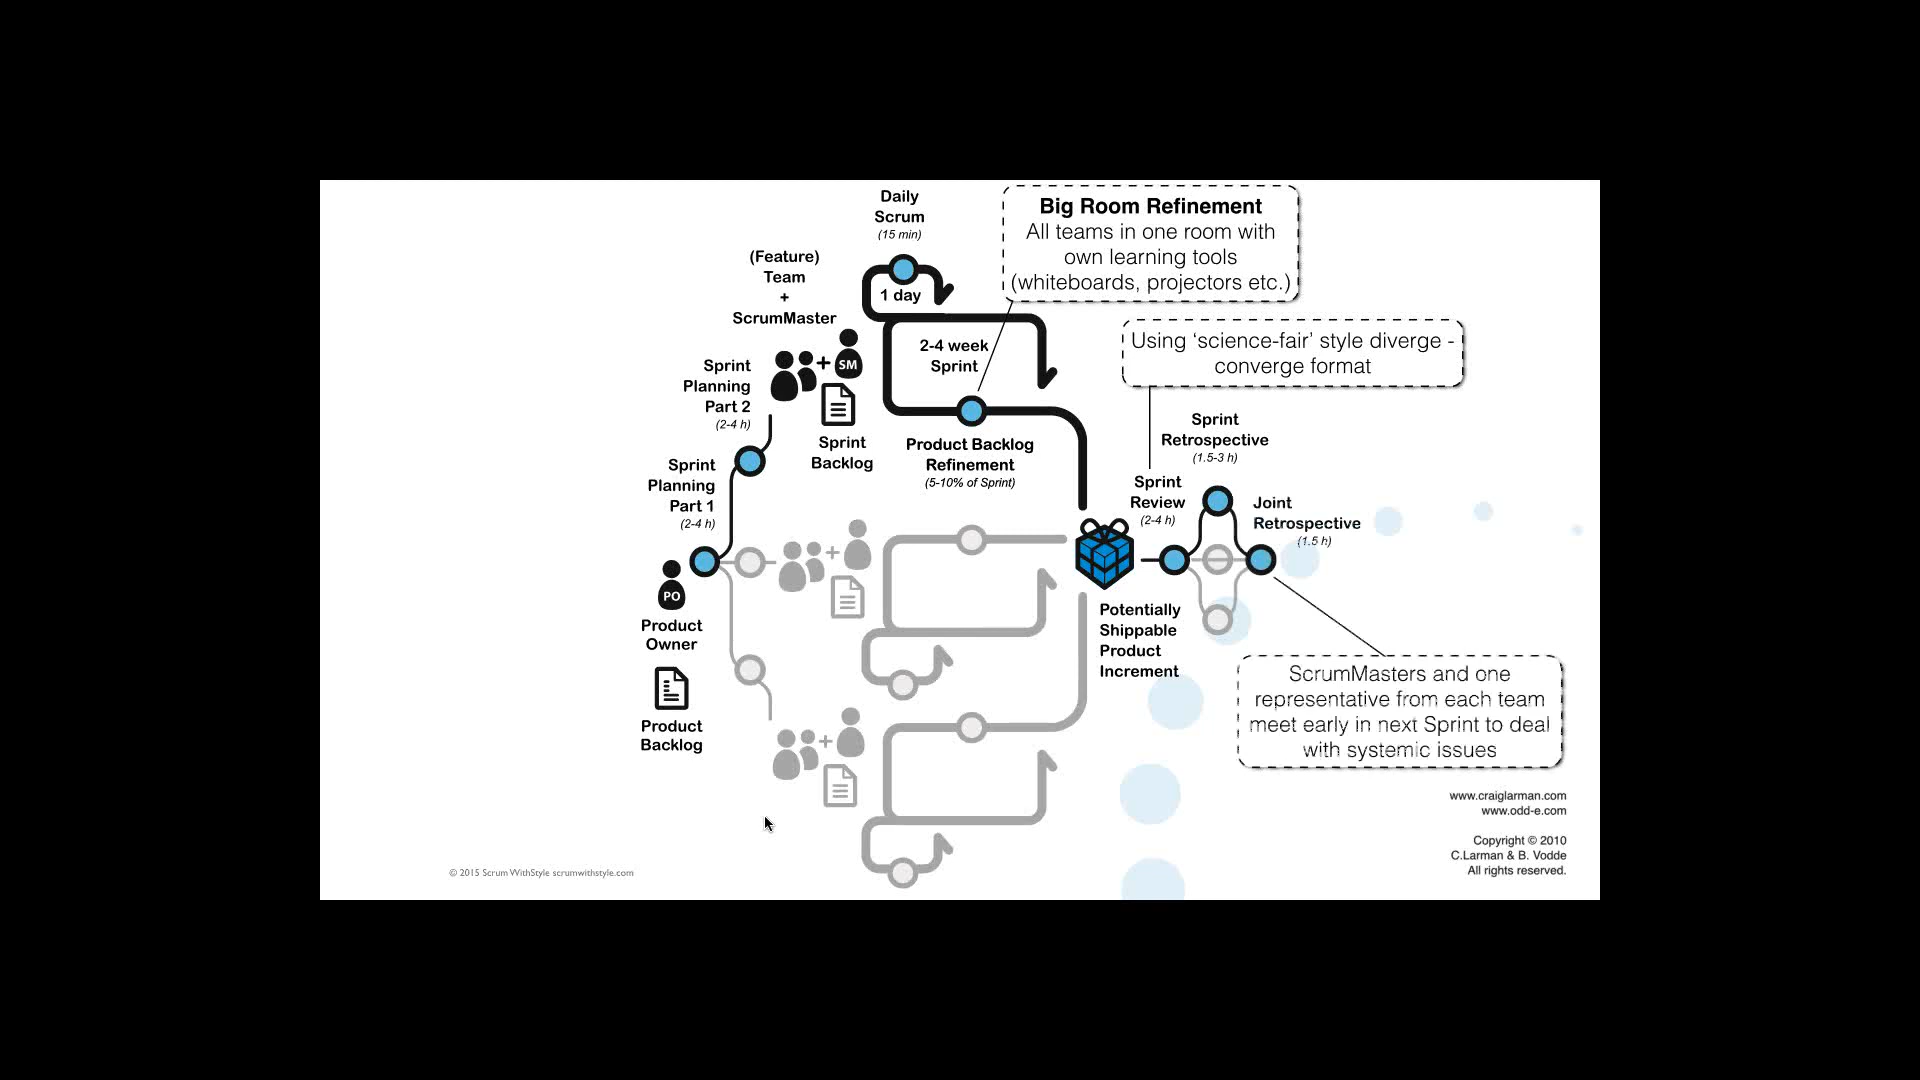 Daily
Scrum
(15 min)
1 day
Big Room Refinement
All teams in one room with
own learning tools
(whiteboards, projectors etc.)
(Feature)
Team
+
ScrumMaster
+
SM
Using ‘science-fair’ style diverge -
converge format
2-4 week
Sprint
Sprint
Planning
Part 2
(2-4 h)
Sprint
Backlog
Product Backlog
Refinement
(5-10% of Sprint)
Sprint
Retrospective
(1.5-3 h)
Sprint
Planning
Part 1
(2-4 h)
Sprint
Review
(2-4 h)
Joint
Retrospective
(1.5 h)
+
PO
Product
Owner
Potentially
Shippable
Product
Increment
Product
Backlog
+
ScrumMasters and one
representative from each team
meet early in next Sprint to deal
with systemic issues
www.craiglarman.com
www.odd-e.com
Copyright © 2010
C.Larman & B. Vodde
All rights reserved.
© 2015 Scrum WithStyle scrumwithstyle.com